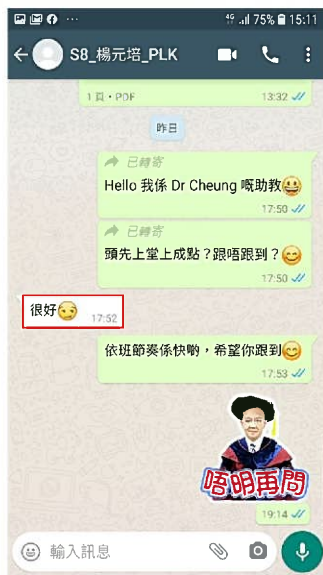 4G 75% 15:11
S8_楊元培_PLK
1 頁 • PDF 13:32
昨日
已轉寄
Hello 我係 Dr Cheung 嘅助教
17:50
已轉寄
頭先上堂上成點？跟唔跟到？
17:50
很好
17:52
依班節奏係快啲，希望你跟到
17:53
唔明再問
19:14
輸入訊息